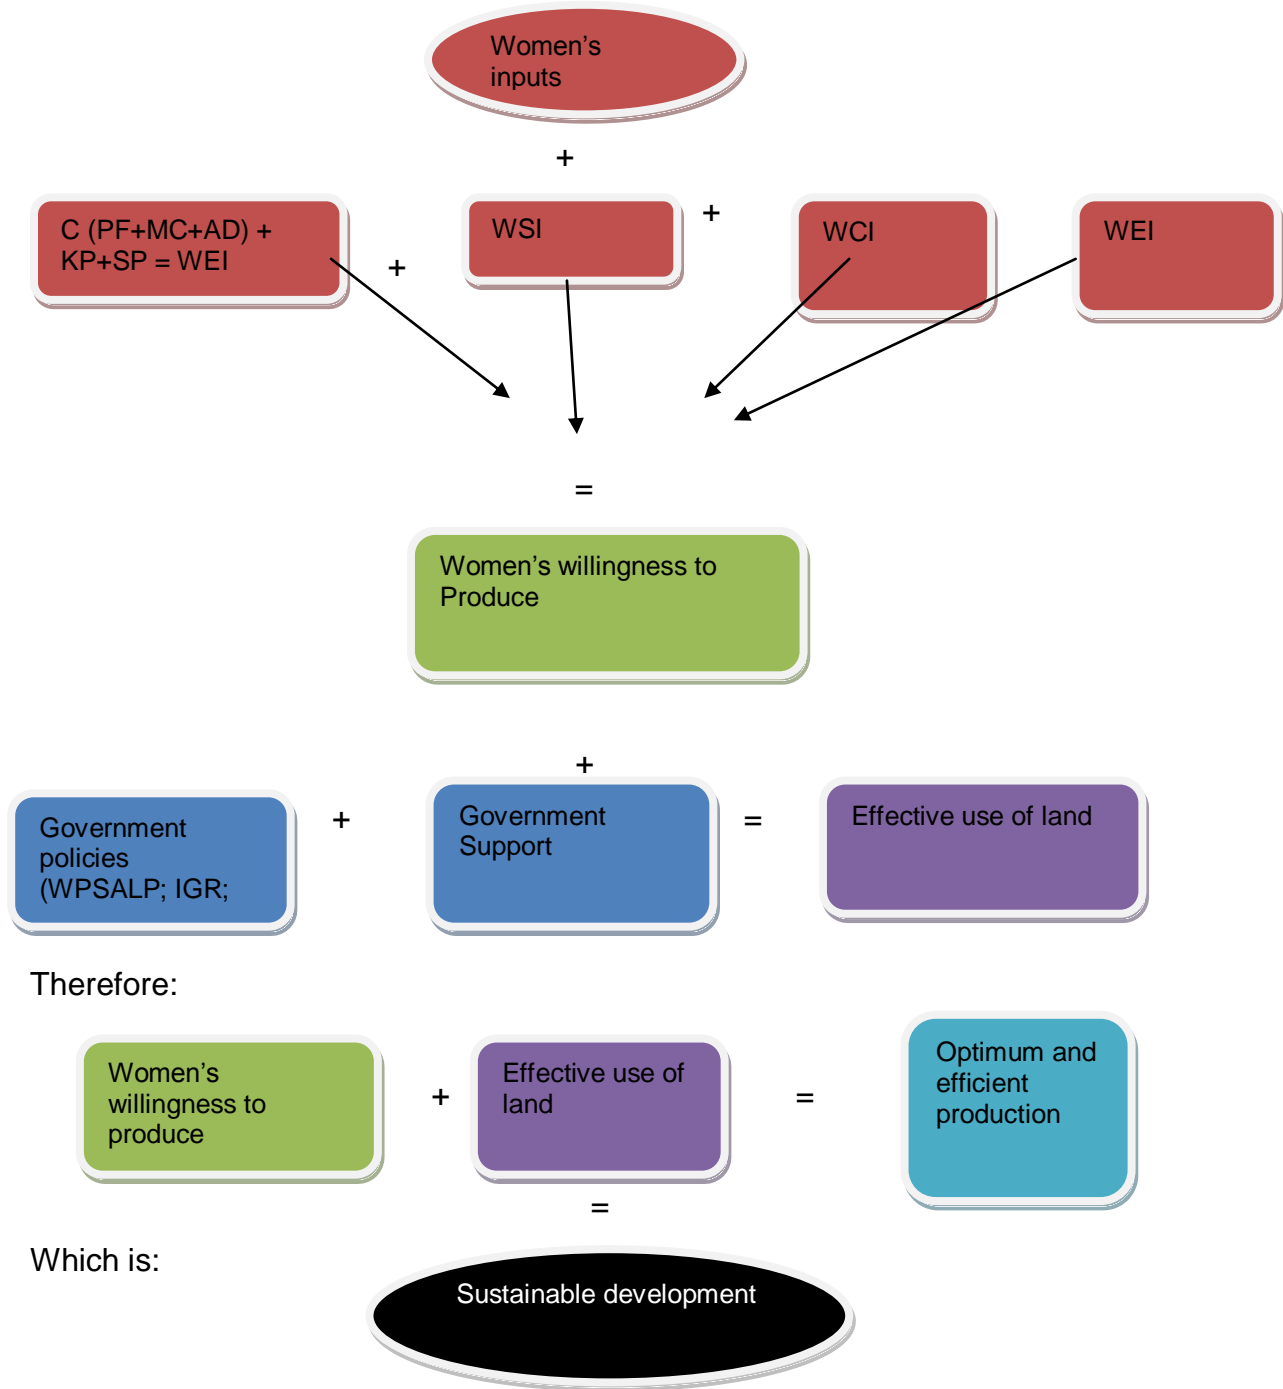 Women’s
inputs
+
C (PF+MC+AD) +
KP+SP = WEI
+
WSI
+
WCI
WEI
=
Women’s willingness to
Produce
+
Government
policies
(WPSALP; IGR;
+
Government
Support
=
Effective use of land
Therefore:
Women’s
willingness to
produce
+
Effective use of
land
=
Optimum and
efficient
production
=
Which is:
Sustainable development